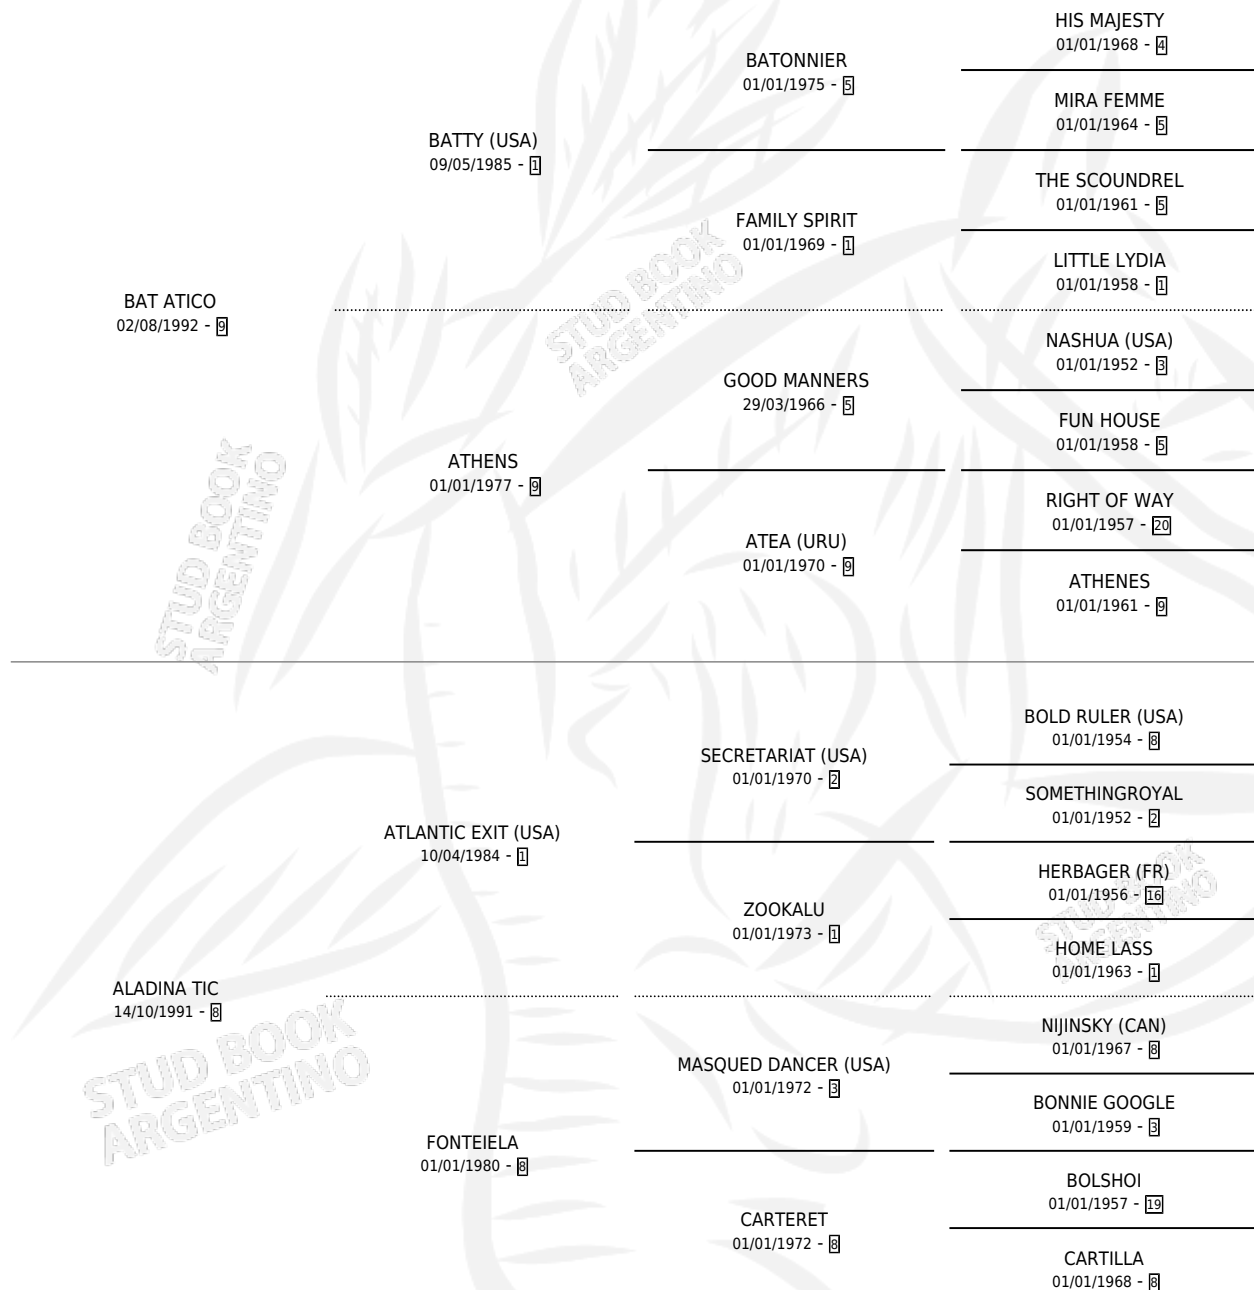 HIS MAJESTY
01/01/1968 - 4
BATONNIER
01/01/1975 - 5
MIRA FEMME
01/01/1964 - 5
BATTY (USA)
09/05/1985 - 1
THE SCOUNDREL
01/01/1961 - 5
FAMILY SPIRIT
01/01/1969 - 1
LITTLE LYDIA
01/01/1958 - 1
BAT ATICO
02/08/1992 - 9
STUD BOOK
ARGENTINO
NASHUA (USA)
01/01/1952 - 3
GOOD MANNERS
29/03/1966 - 5
FUN HOUSE
01/01/1958 - 5
ATHENS
01/01/1977 - 9
RIGHT OF WAY
01/01/1957 - 20
ATEA (URU)
01/01/1970 - 9
ATHENES
01/01/1961 - 9
STUD BOOK
ARGENTINO
BOLD RULER (USA)
01/01/1954 - 8
SECRETARIAT (USA)
01/01/1970 - 2
SOMETHINGROYAL
01/01/1952 - 2
ATLANTIC EXIT (USA)
10/04/1984 - 1
HERBAGER (FR)
01/01/1956 - 16
ZOOKALU
01/01/1973 - 1
HOME LASS
01/01/1963 - 1
STUD BOOK
ARGENTINO
ALADINA TIC
14/10/1991 - 8
NIJINSKY (CAN)
01/01/1967 - 8
MASQUED DANCER (USA)
01/01/1972 - 3
BONNIE GOOGLE
01/01/1959 - 3
STUD BOOK
ARGENTINO
FONTEIELA
01/01/1980 - 8
BOLSHOI
01/01/1957 - 19
CARTERET
01/01/1972 - 8
CARTILLA
01/01/1968 - 8